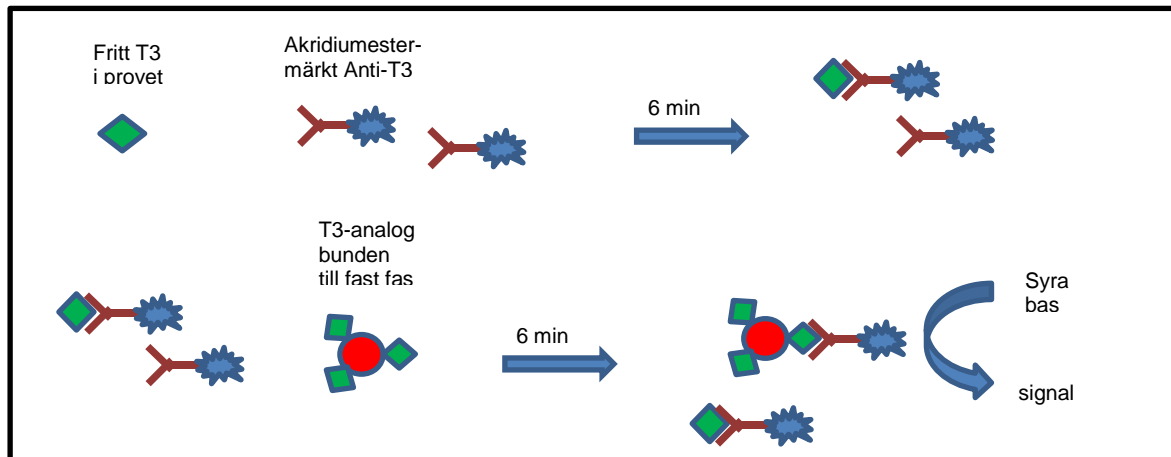 Fritt T3
i provet
Akridiumester-
märkt Anti-T3
6 min
T3-analog
bunden
till fast fas
6 min
Syra
bas
signal